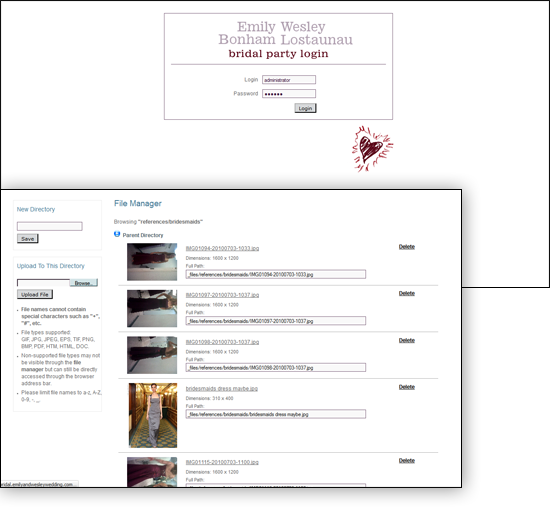 Emily Wesley
Bonham Lostaunau
bridal party login
Login
administrator
Password
Login
New Directory
Save
Upload To This Directory
Browse...
Upload File
File names cannot contain
special characters such as "+",
"#", etc.
File types supported:
GIF, JPG, JPEG, EPS, TIF, PNG,
BMP, PDF, HTM, HTML, DOC.
Non-supported file types may not
be visible through the file
manager but can still be directly
accessed through the browser
address bar.
Please limit file names to a-z, A-Z,
0-9, -, _
File Manager
Browsing "references/bridesmaids"
Parent Directory
IMG01094-20100703-1033.jpg
Delete
Dimensions: 1600 x 1200
Full Path:
_files/references/bridesmaids/IMG01094-20100703-1033.jpg
IMG01097-20100703-1037.jpg
Delete
Dimensions: 1600 x 1200
Full Path:
_files/references/bridesmaids/IMG01097-20100703-1037.jpg
IMG01098-20100703-1037.jpg
Delete
Dimensions: 1600 x 1200
Full Path:
_files/references/bridesmaids/IMG01098-20100703-1037.jpg
bridesmaids dress maybe.jpg
Delete
Dimensions: 310 x 400
Full Path:
_files/references/bridesmaids/bridesmaids dress maybe.jpg
IMG01115-20100703-1100.jpg
Delete
Dimensions: 1600 x 1200
Full Path: